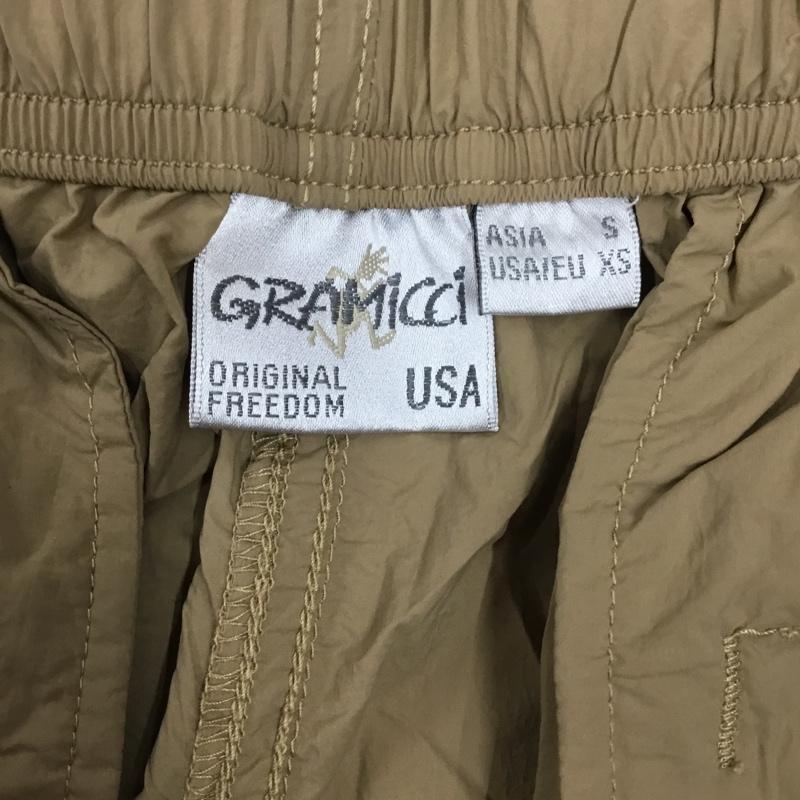 GRAMiCCi
ORIGINAL
FREEDOM
USA
ASIA S
USA/EU XS